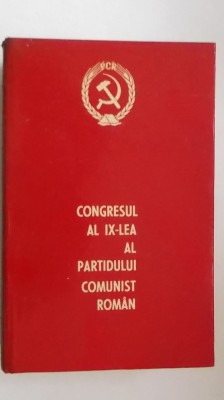 PCR
CONGRESUL
AL IX-LEA
AL
PARTIDULUI
COMUNIST
ROMÂN